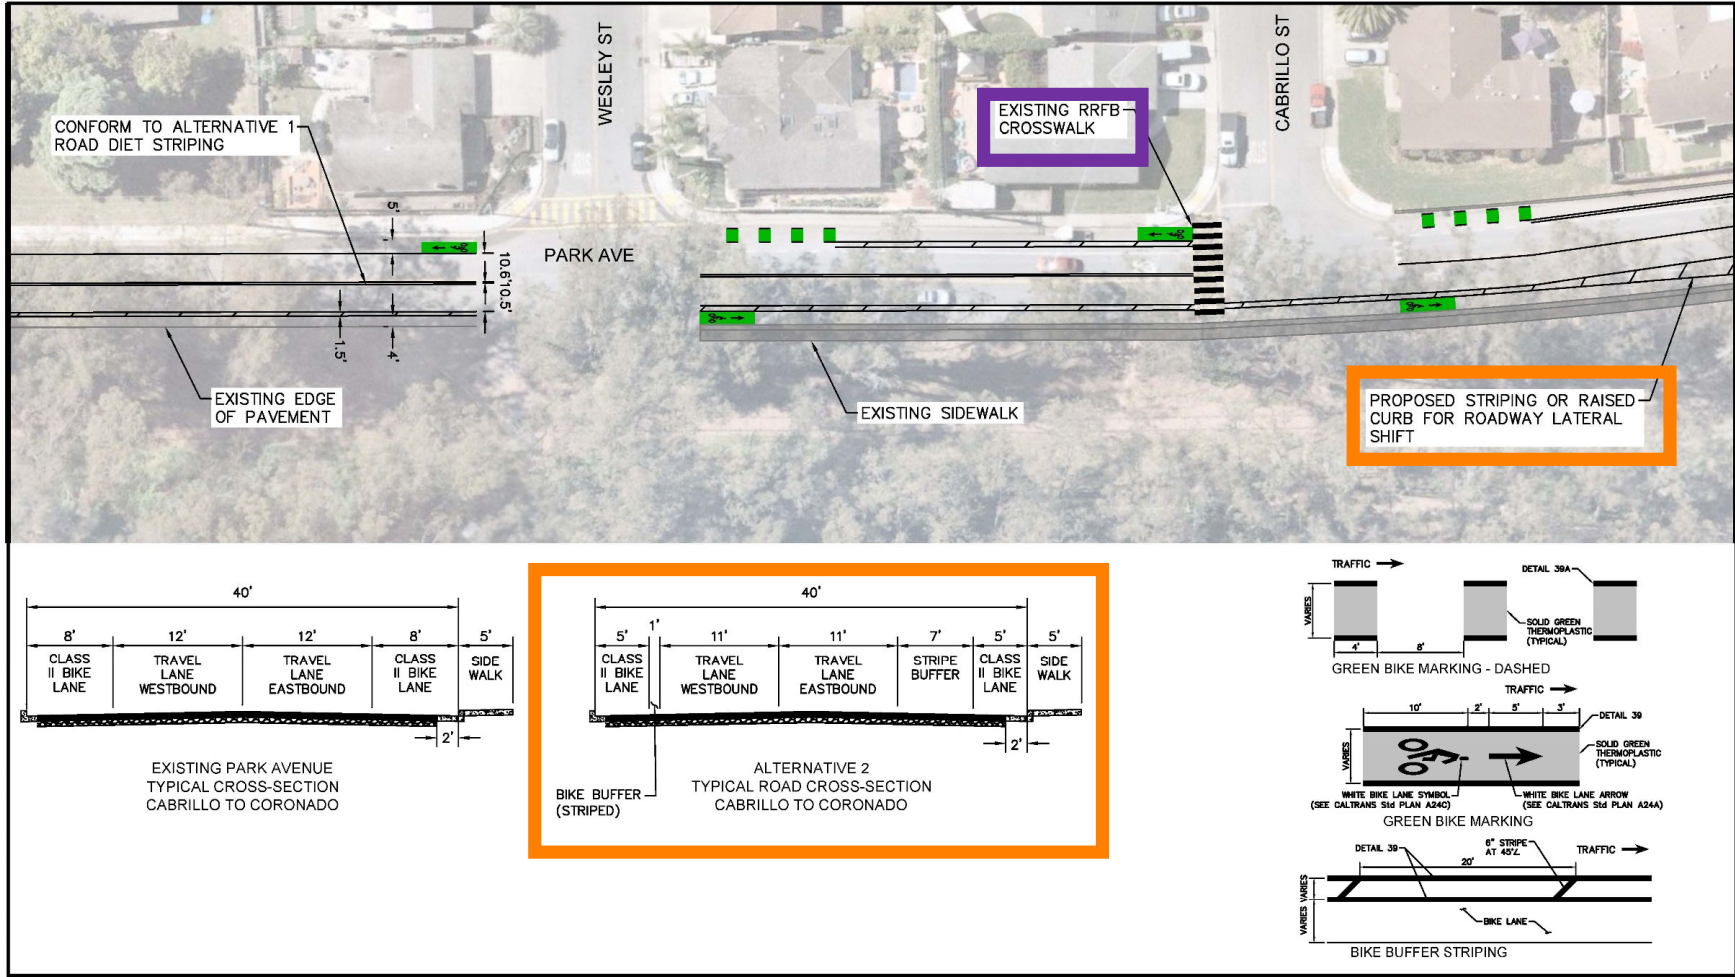 WESLEY ST
CABRILLO ST
CONFORM TO ALTERNATIVE 1
ROAD DIET STRIPING
EXISTING RRFB
CROSSWALK
5'
PARK AVE
10.6'
10.5'
1.5'
4'
EXISTING EDGE
OF PAVEMENT
EXISTING SIDEWALK
PROPOSED STRIPING OR RAISED
CURB FOR ROADWAY LATERAL
SHIFT
40'
8'
12'
12'
8'
5'
CLASS
II BIKE
LANE
TRAVEL
LANE
WESTBOUND
TRAVEL
LANE
EASTBOUND
CLASS
II BIKE
LANE
SIDE
WALK
2'
EXISTING PARK AVENUE
TYPICAL CROSS-SECTION
CABRILLO TO CORONADO
40'
5'
1'
11'
11'
7'
5'
5'
CLASS
II BIKE
LANE
TRAVEL
LANE
WESTBOUND
TRAVEL
LANE
EASTBOUND
STRIPE
BUFFER
CLASS
II BIKE
LANE
SIDE
WALK
2'
BIKE BUFFER
(STRIPED)
ALTERNATIVE 2
TYPICAL ROAD CROSS-SECTION
CABRILLO TO CORONADO
TRAFFIC
DETAIL 39A
VARIES
SOLID GREEN
THERMOPLASTIC
(TYPICAL)
4'
8'
GREEN BIKE MARKING - DASHED
TRAFFIC
10'
2'
5'
3'
DETAIL 39
VARIES
SOLID GREEN
THERMOPLASTIC
(TYPICAL)
WHITE BIKE LANE SYMBOL
(SEE CALTRANS Std PLAN A24C)
WHITE BIKE LANE ARROW
(SEE CALTRANS Std PLAN A24A)
GREEN BIKE MARKING
DETAIL 39
6" STRIPE
AT 45°∠
TRAFFIC
20'
VARIES
VARIES
BIKE LANE
BIKE BUFFER STRIPING